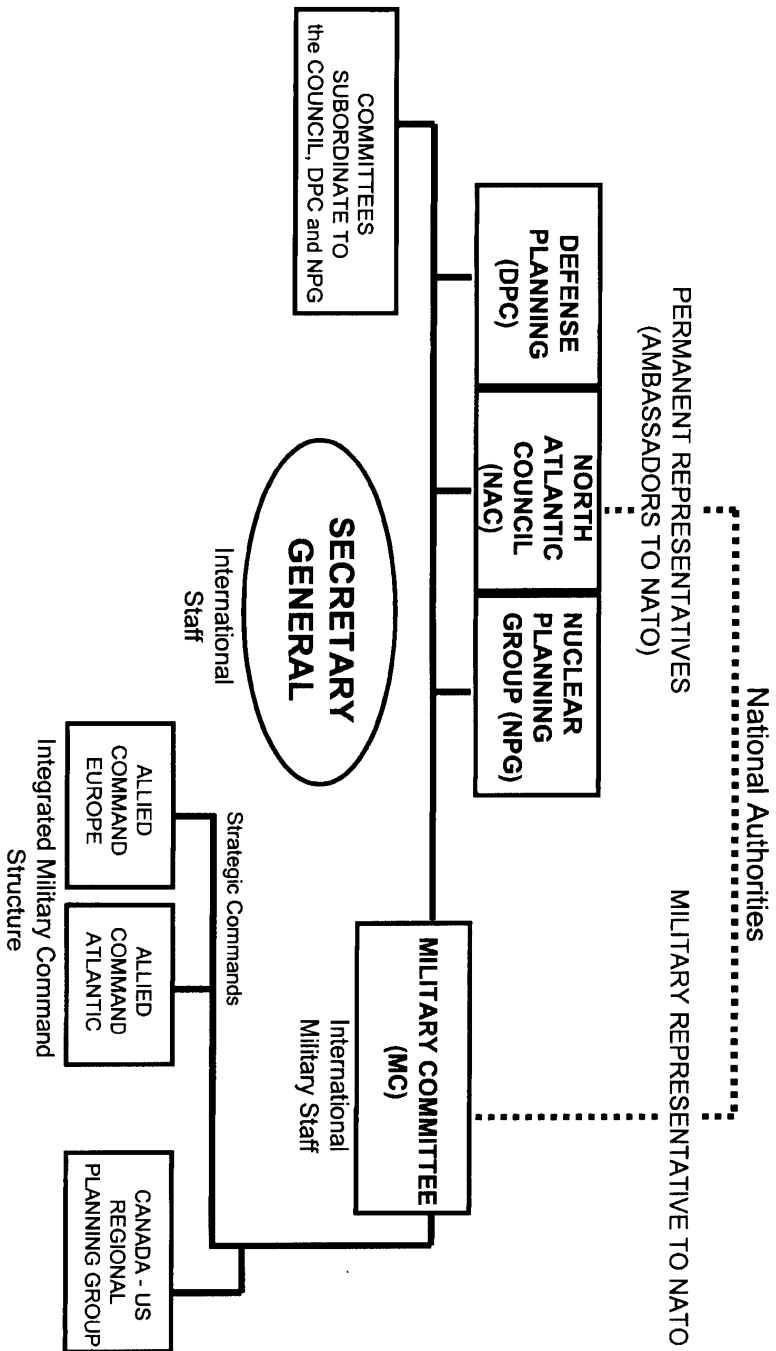 National Authorities
PERMANENT REPRESENTATIVES
(AMBASSADORS TO NATO)
MILITARY REPRESENTATIVE TO NATO
DEFENSE
PLANNING
(DPC)
NORTH
ATLANTIC
COUNCIL
(NAC)
NUCLEAR
PLANNING
GROUP (NPG)
COMMITTEES
SUBORDINATE TO
the COUNCIL, DPC and NPG
SECRETARY
GENERAL
International
Staff
MILITARY COMMITTEE
(MC)
International
Military Staff
Strategic Commands
ALLIED
COMMAND
EUROPE
ALLIED
COMMAND
ATLANTIC
Integrated Military Command
Structure
CANADA - US
REGIONAL
PLANNING GROUP